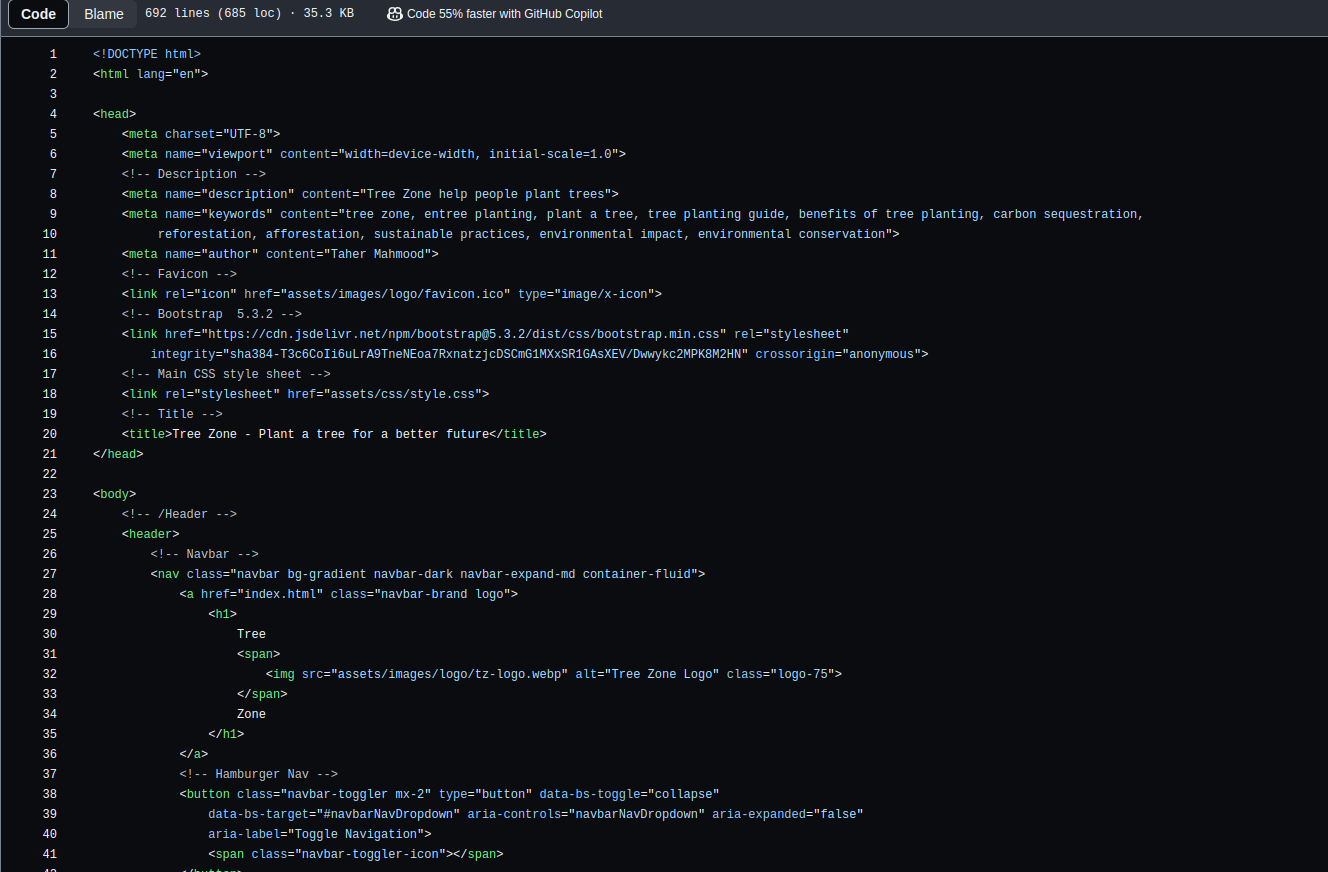 Code Blame 692 lines (685 loc) · 35.3 KB Code 55% faster with GitHub Copilot
1 <!DOCTYPE html>
2 <html lang="en">
3
4 <head>
5 <meta charset="UTF-8">
6 <meta name="viewport" content="width=device-width, initial-scale=1.0">
7 <!-- Description -->
8 <meta name="description" content="Tree Zone help people plant trees">
9 <meta name="keywords" content="tree zone, entree planting, plant a tree, tree planting guide, benefits of tree planting, carbon sequestration,
10 reforestation, afforestation, sustainable practices, environmental impact, environmental conservation">
11 <meta name="author" content="Taher Mahmood">
12 <!-- Favicon -->
13 <link rel="icon" href="assets/images/logo/favicon.ico" type="image/x-icon">
14 <!-- Bootstrap  5.3.2 -->
15 <link href="https://cdn.jsdelivr.net/npm/bootstrap@5.3.2/dist/css/bootstrap.min.css" rel="stylesheet"
16 integrity="sha384-T3c6CoIi6uLrA9TneNEoa7RxnatzjcDSCmG1MXxSR1GAsXEV/Dwwykc2MPK8M2HN" crossorigin="anonymous">
17 <!-- Main CSS style sheet -->
18 <link rel="stylesheet" href="assets/css/style.css">
19 <!-- Title -->
20 <title>Tree Zone - Plant a tree for a better future</title>
21 </head>
22
23 <body>
24 <!-- /Header -->
25 <header>
26 <!-- Navbar -->
27 <nav class="navbar bg-gradient navbar-dark navbar-expand-md container-fluid">
28 <a href="index.html" class="navbar-brand logo">
29 <h1>
30 Tree
31 <span>
32 <img src="assets/images/logo/tz-logo.webp" alt="Tree Zone Logo" class="logo-75">
33 </span>
34 Zone
35 </h1>
36 </a>
37 <!-- Hamburger Nav -->
38 <button class="navbar-toggler mx-2" type="button" data-bs-toggle="collapse"
39 data-bs-target="#navbarNavDropdown" aria-controls="navbarNavDropdown" aria-expanded="false"
40 aria-label="Toggle Navigation">
41 <span class="navbar-toggler-icon"></span>